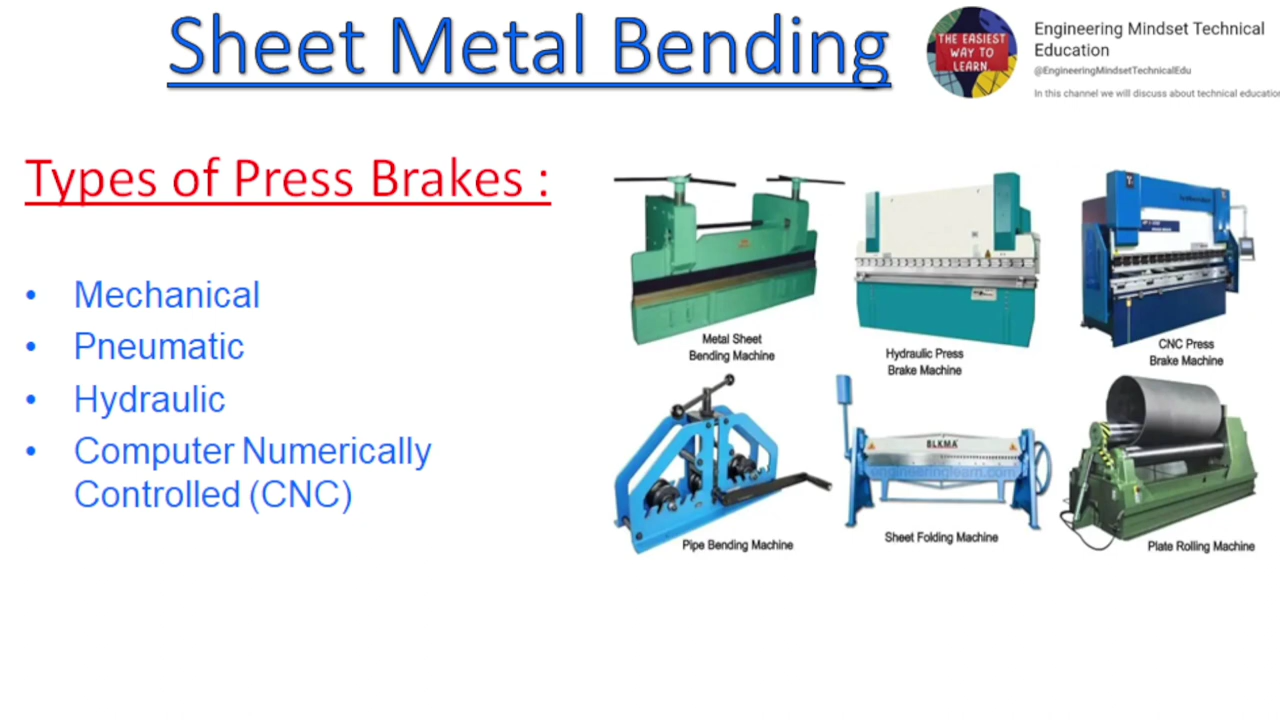 Sheet Metal Bending
THE EASIEST
WAY TO
LEARN.
Engineering Mindset Technical
Education
@EngineeringMindsetTechnicalEdu
In this channel we will discuss about technical education
Types of Press Brakes :
• Mechanical
• Pneumatic
• Hydraulic
• Computer Numerically
Controlled (CNC)
Metal Sheet
Bending Machine
Hydraulic Press
Brake Machine
CNC Press
Brake Machine
Pipe Bending Machine
BLKMA
engineeringlearn.com
Sheet Folding Machine
Plate Rolling Machine